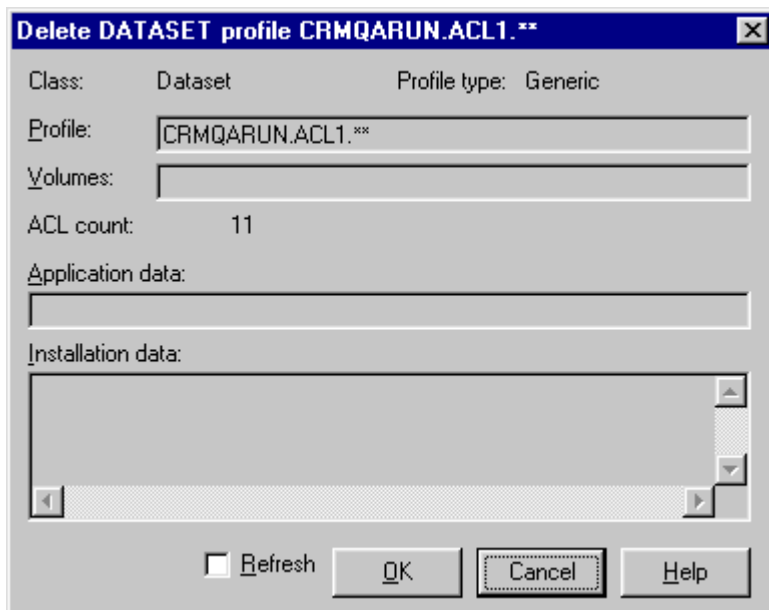 Delete DATASET profile CRMQARUN.ACL1.**
Class: Dataset Profile type: Generic
Profile: CRMQARUN.ACL1.**
Volumes:
ACL count: 11
Application data:
Installation data:
Refresh OK Cancel Help